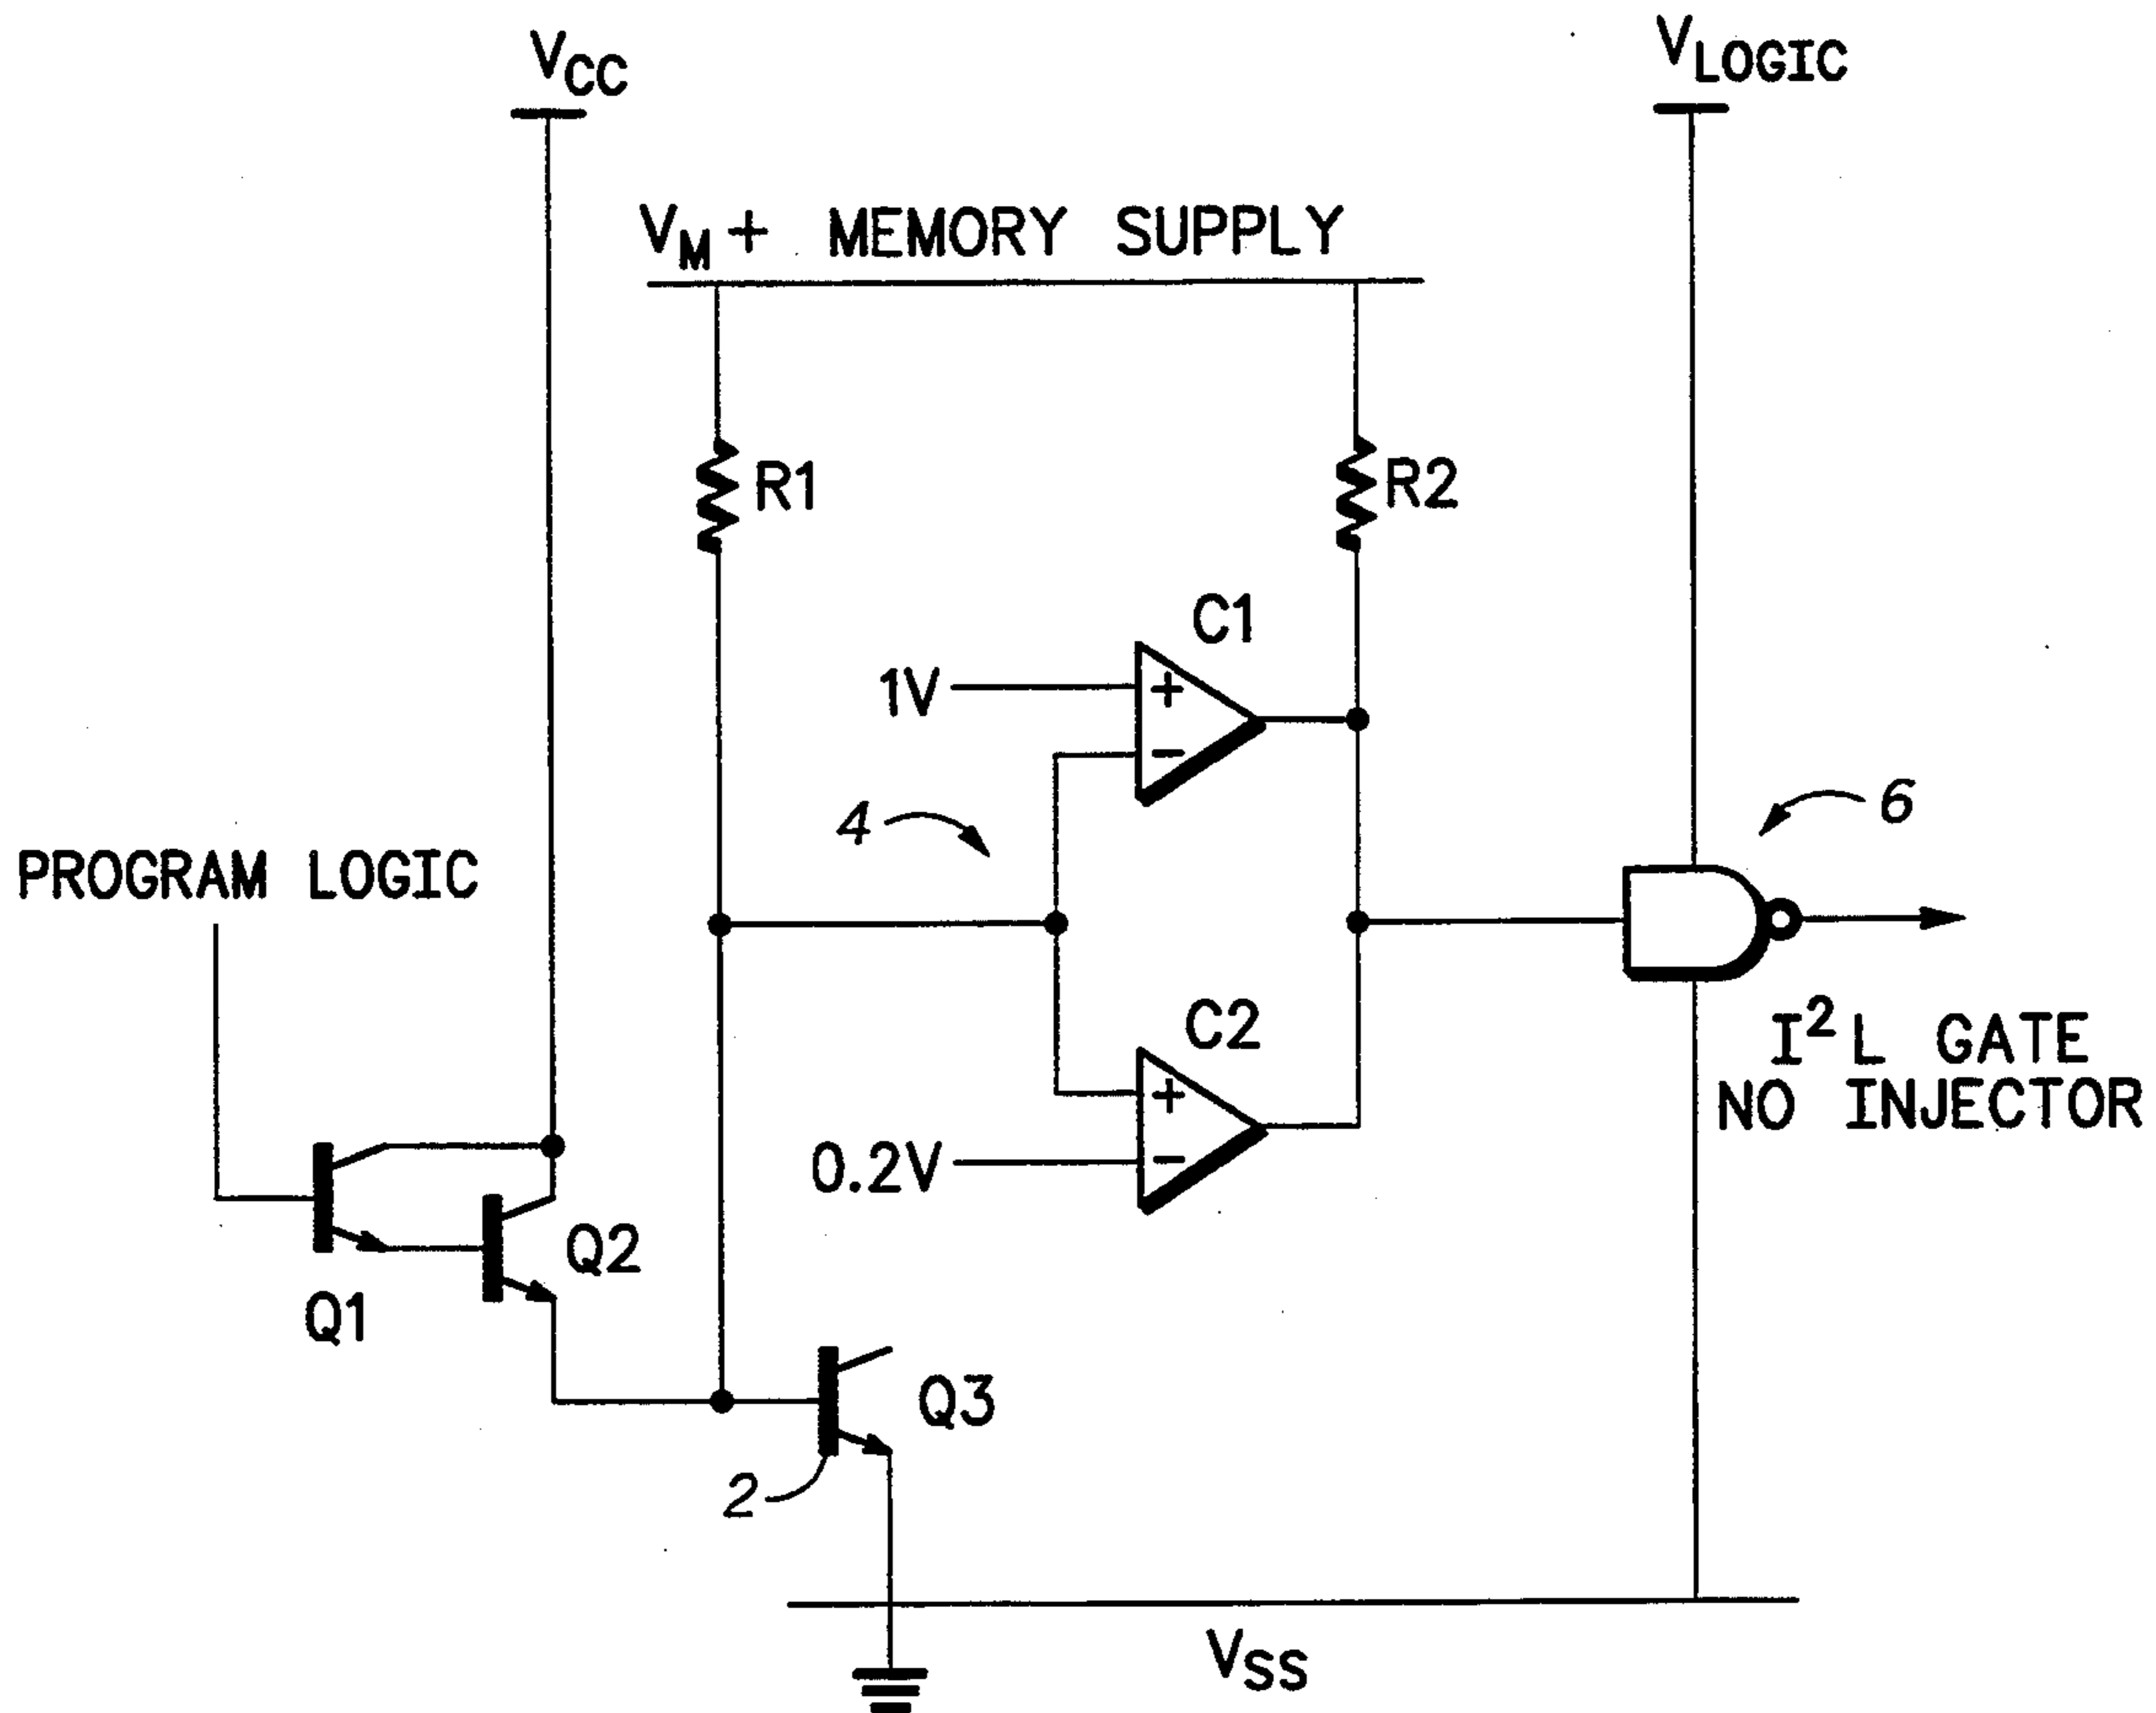 VCC
VLOGIC
VM + MEMORY SUPPLY
R1
R2
C1
1V
+
−
4
6
PROGRAM LOGIC
C2
+
−
0.2V
I²L GATE
NO INJECTOR
Q2
Q1
Q3
2
VSS